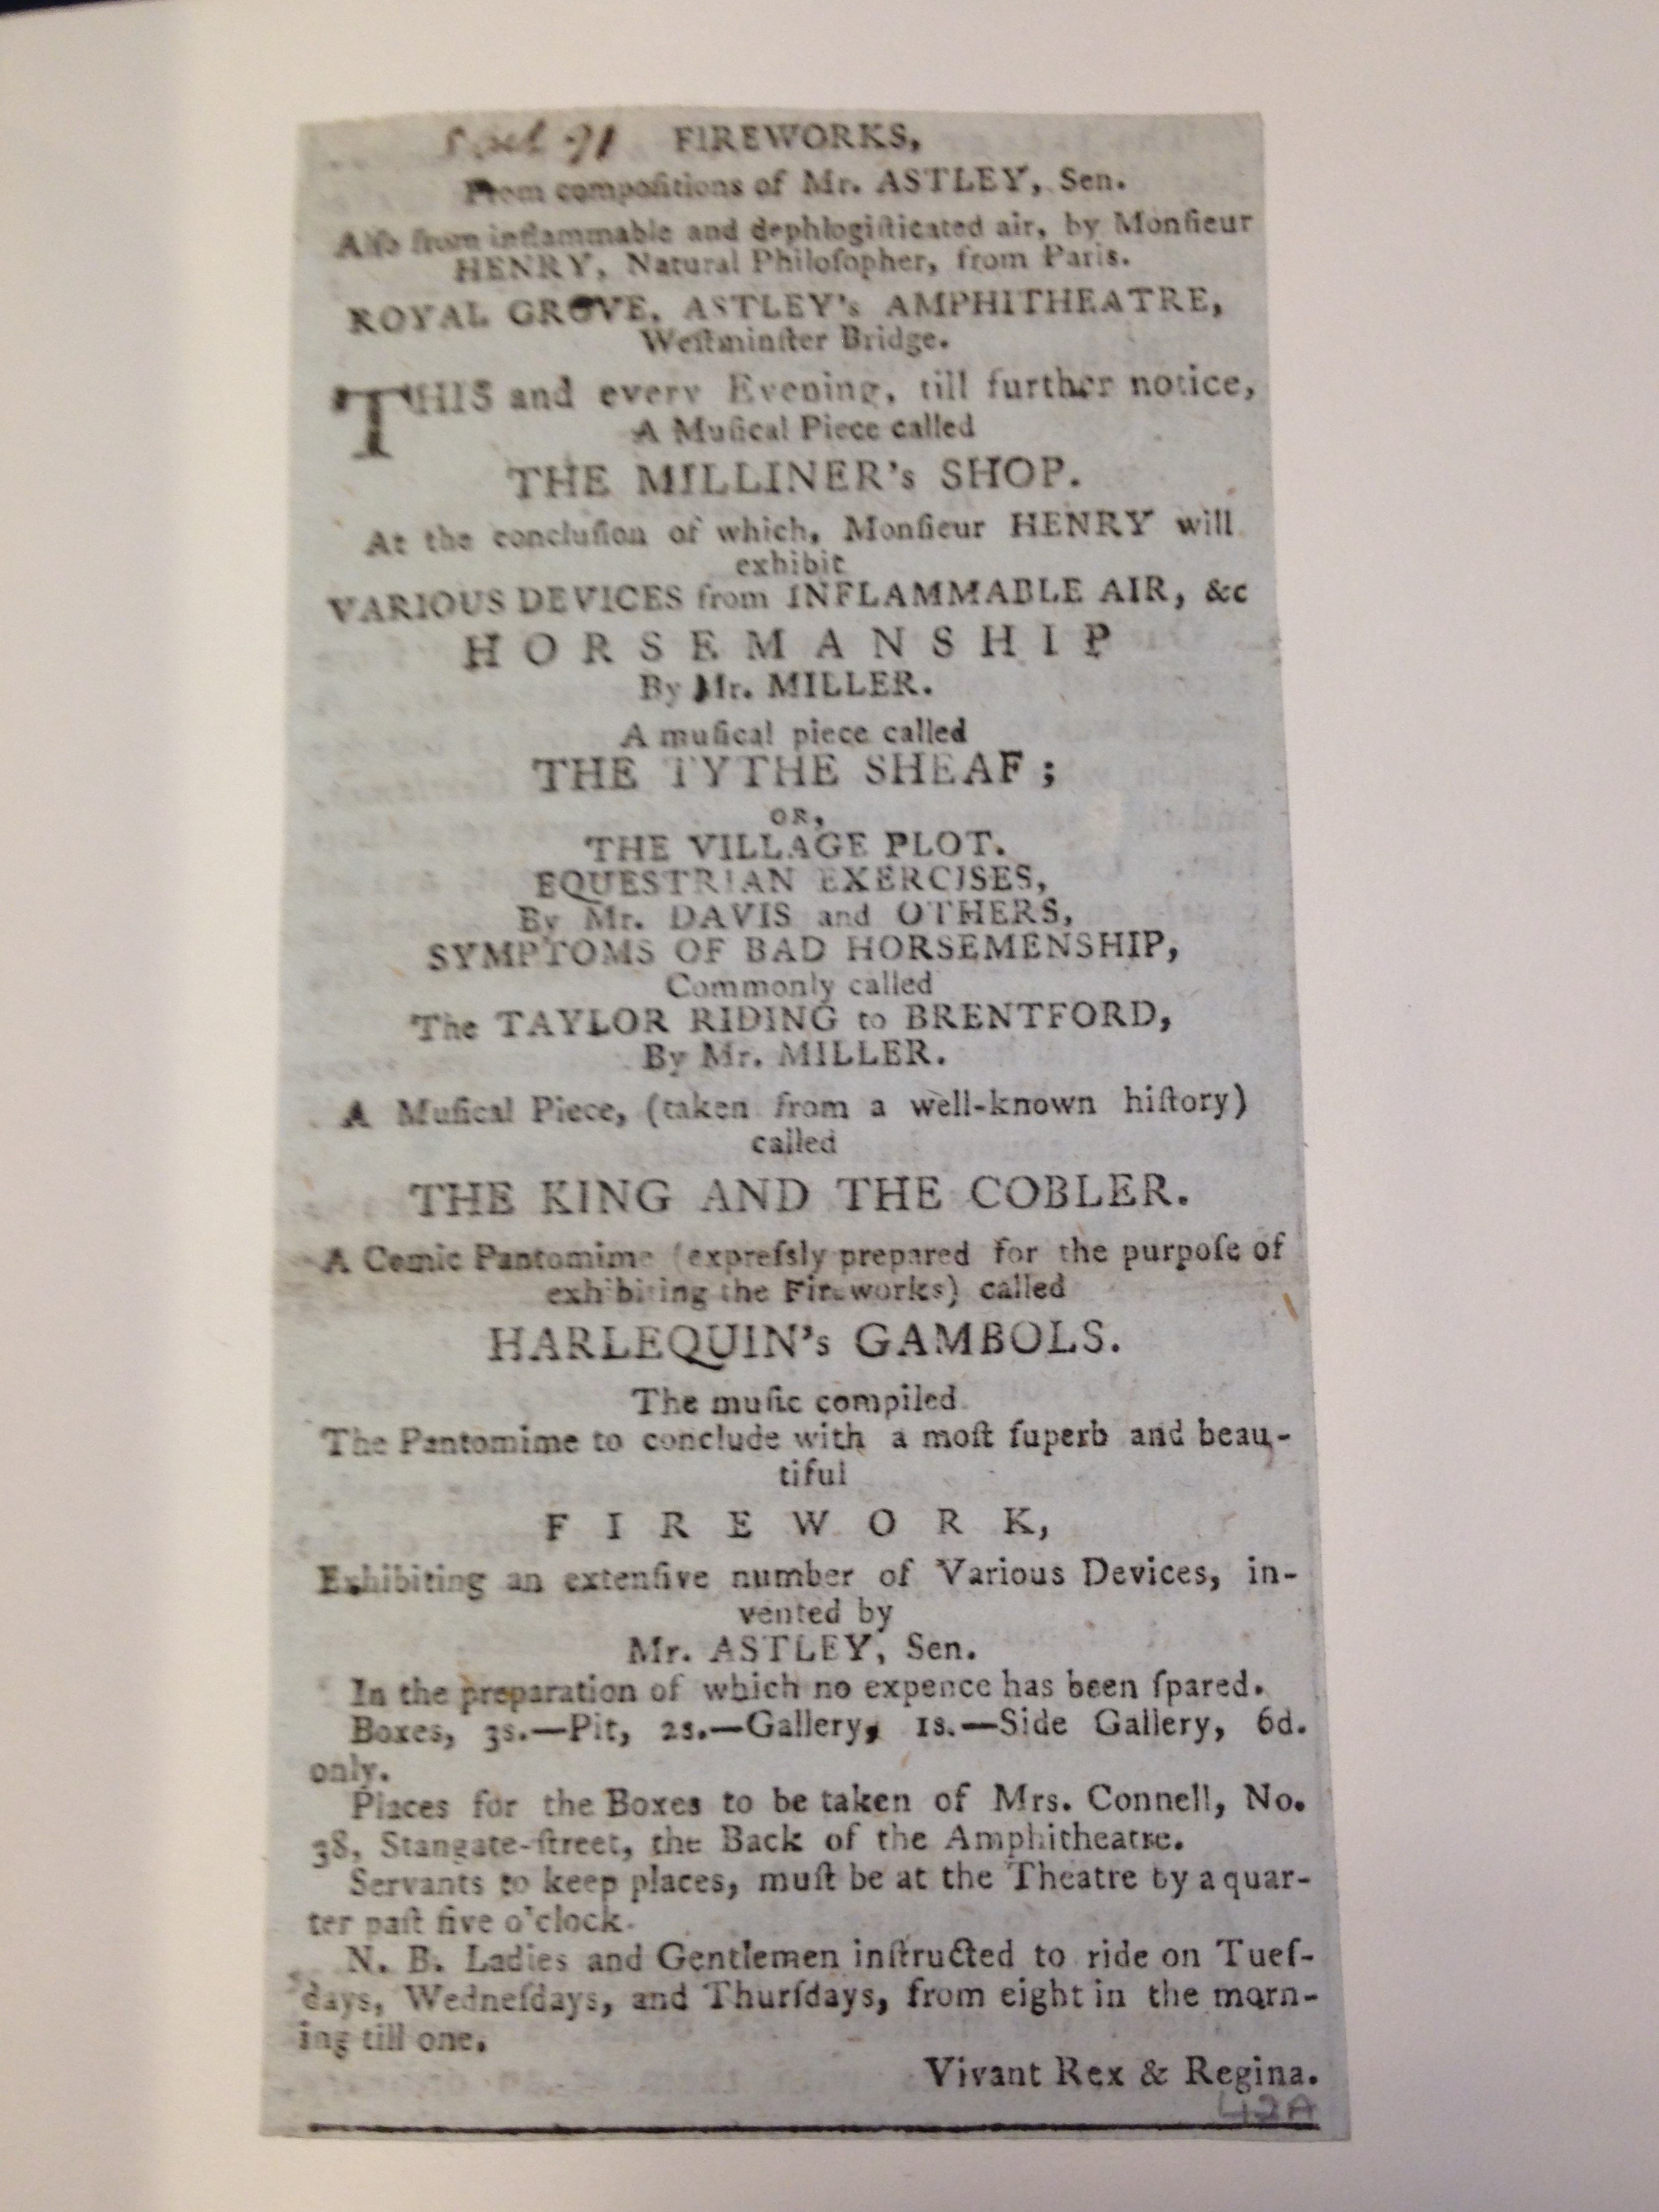 91 FIREWORKS,
From compoſitions of Mr. ASTLEY, Sen.
Alſo from inflammable and dephlogiſticated air, by Monſieur
HENRY, Natural Philoſopher, from Paris.
ROYAL GROVE, ASTLEY's AMPHITHEATRE,
Weſtminſter Bridge.
THIS and every Evening, till further notice,
A Muſical Piece called
THE MILLINER's SHOP.
At the concluſion of which, Monſieur HENRY will
exhibit
VARIOUS DEVICES from INFLAMMABLE AIR, &c
HORSEMANSHIP
By Mr. MILLER.
A muſical piece called
THE TYTHE SHEAF;
OR,
THE VILLAGE PLOT.
EQUESTRIAN EXERCISES,
By Mr. DAVIS and OTHERS,
SYMPTOMS OF BAD HORSEMENSHIP,
Commonly called
The TAYLOR RIDING to BRENTFORD,
By Mr. MILLER.
A Muſical Piece, (taken from a well-known hiſtory)
called
THE KING AND THE COBLER.
A Comic Pantomime (expreſsly prepared for the purpoſe of
exhibiting the Fireworks) called
HARLEQUIN's GAMBOLS.
The muſic compiled
The Pantomime to conclude with a moſt ſuperb and beau-
tiful
FIREWORK,
Exhibiting an extenſive number of Various Devices, in-
vented by
Mr. ASTLEY, Sen.
In the preparation of which no expence has been ſpared.
Boxes, 3s.—Pit, 2s.—Gallery, 1s.—Side Gallery, 6d.
only.
Places for the Boxes to be taken of Mrs. Connell, No.
38, Stangate-ſtreet, the Back of the Amphitheatre.
Servants to keep places, muſt be at the Theatre by a quar-
ter paſt five o'clock.
N. B. Ladies and Gentlemen inſtructed to ride on Tueſ-
days, Wedneſdays, and Thurſdays, from eight in the morn-
ing till one.
Vivant Rex & Regina.
42A